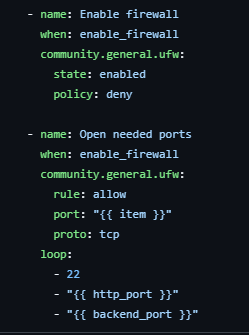 - name: Enable firewall
  when: enable_firewall
  community.general.ufw:
    state: enabled
    policy: deny

- name: Open needed ports
  when: enable_firewall
  community.general.ufw:
    rule: allow
    port: "{{ item }}"
    proto: tcp
  loop:
    - 22
    - "{{ http_port }}"
    - "{{ backend_port }}"